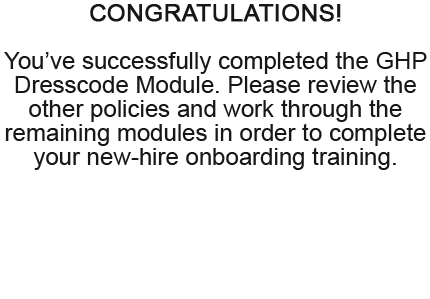 CONGRATULATIONS!
You’ve successfully completed the GHP
Dresscode Module. Please review the
other policies and work through the
remaining modules in order to complete
your new-hire onboarding training.